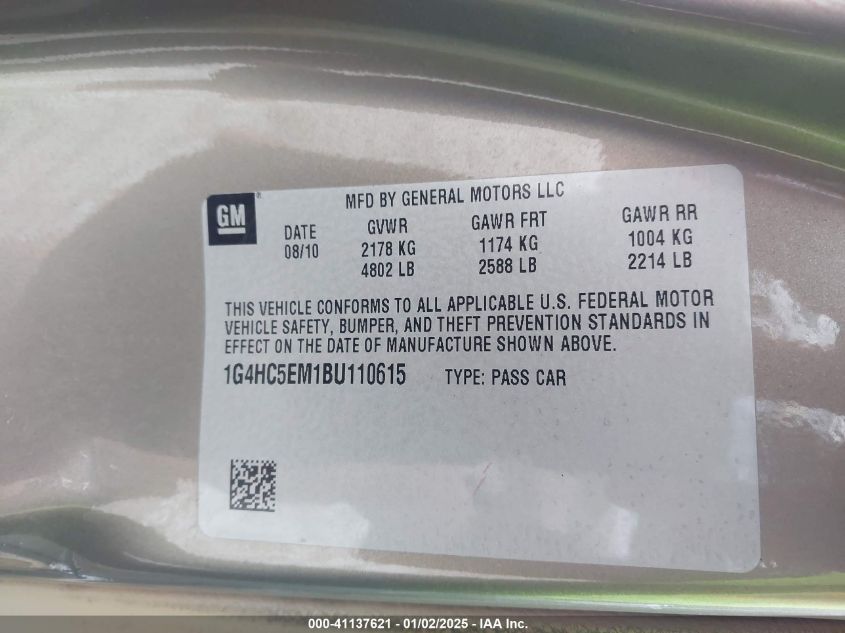 MFD BY GENERAL MOTORS LLC
GM®
DATE GVWR GAWR FRT GAWR RR
08/10 2178 KG 1174 KG 1004 KG
4802 LB 2588 LB 2214 LB
THIS VEHICLE CONFORMS TO ALL APPLICABLE U.S. FEDERAL MOTOR
VEHICLE SAFETY, BUMPER, AND THEFT PREVENTION STANDARDS IN
EFFECT ON THE DATE OF MANUFACTURE SHOWN ABOVE.
1G4HC5EM1BU110615 TYPE: PASS CAR
000-41137621 - 01/02/2025 - IAA Inc.